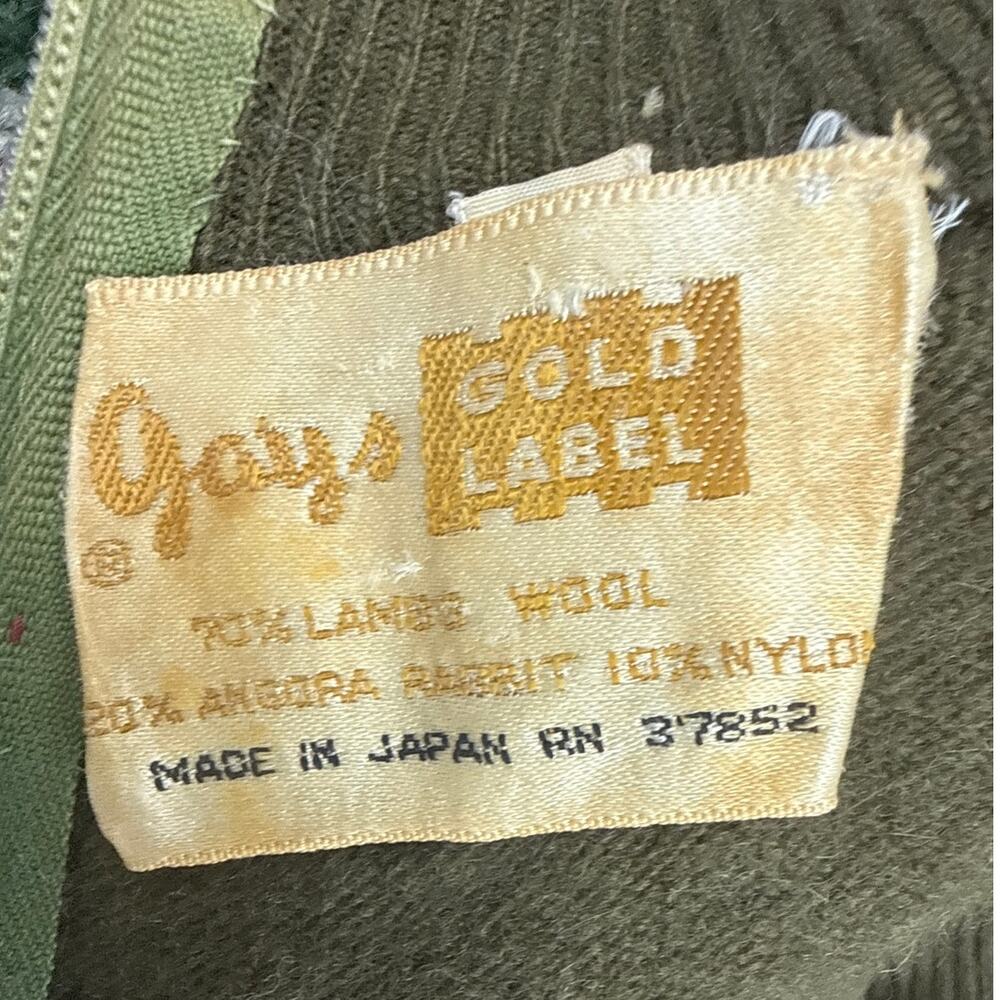 Gays GOLD LABEL
70% LAMBS WOOL
20% ANGORA RABBIT 10% NYLON
MADE IN JAPAN RN 37852